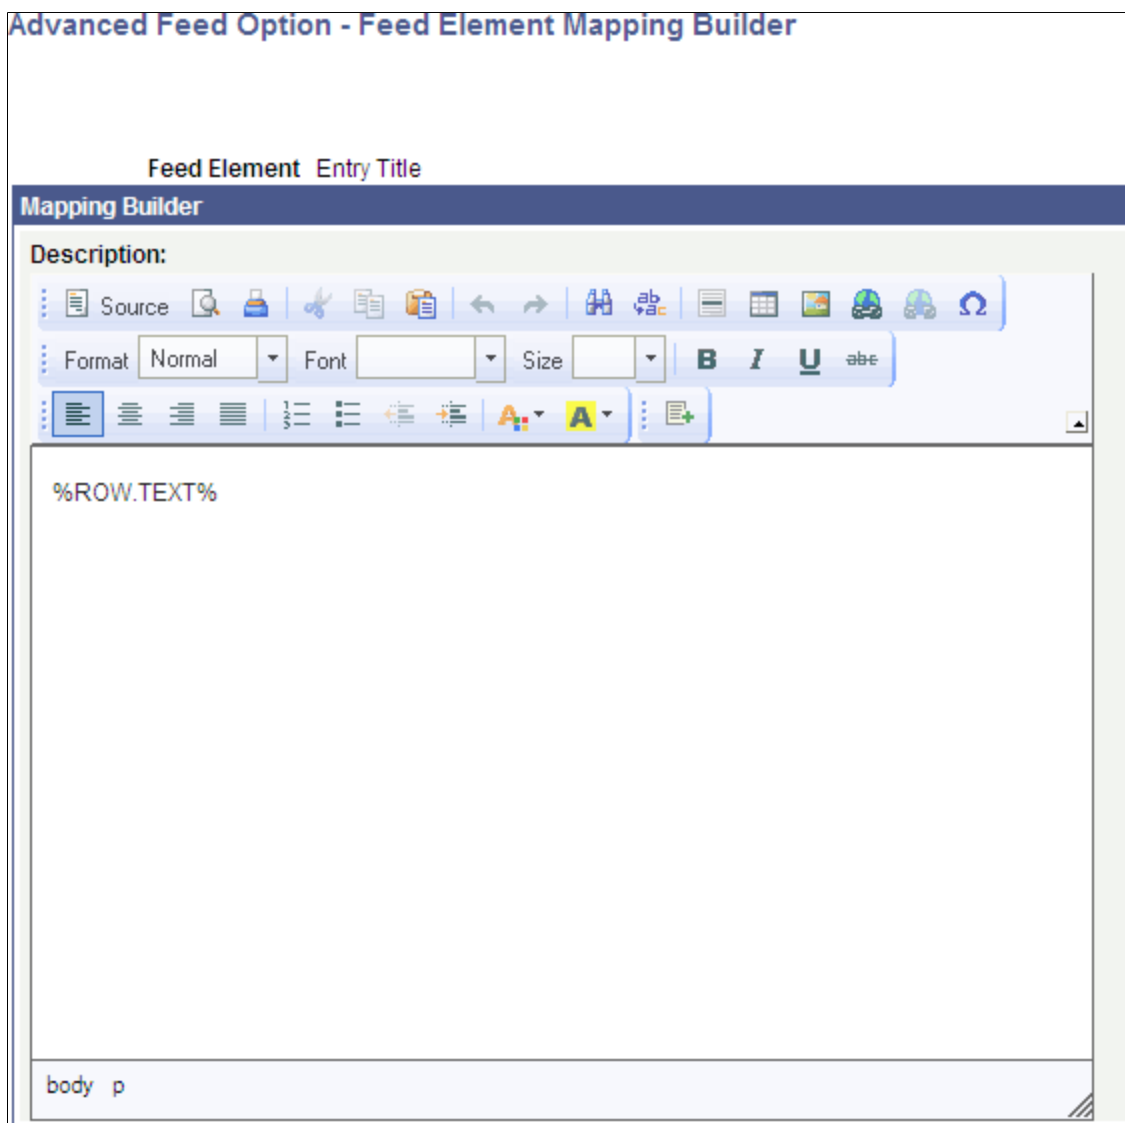 Advanced Feed Option - Feed Element Mapping Builder
Feed Element Entry Title
Mapping Builder
Description:
Source
Format Normal Font Size B I U abc
A A
%ROW.TEXT%
body p